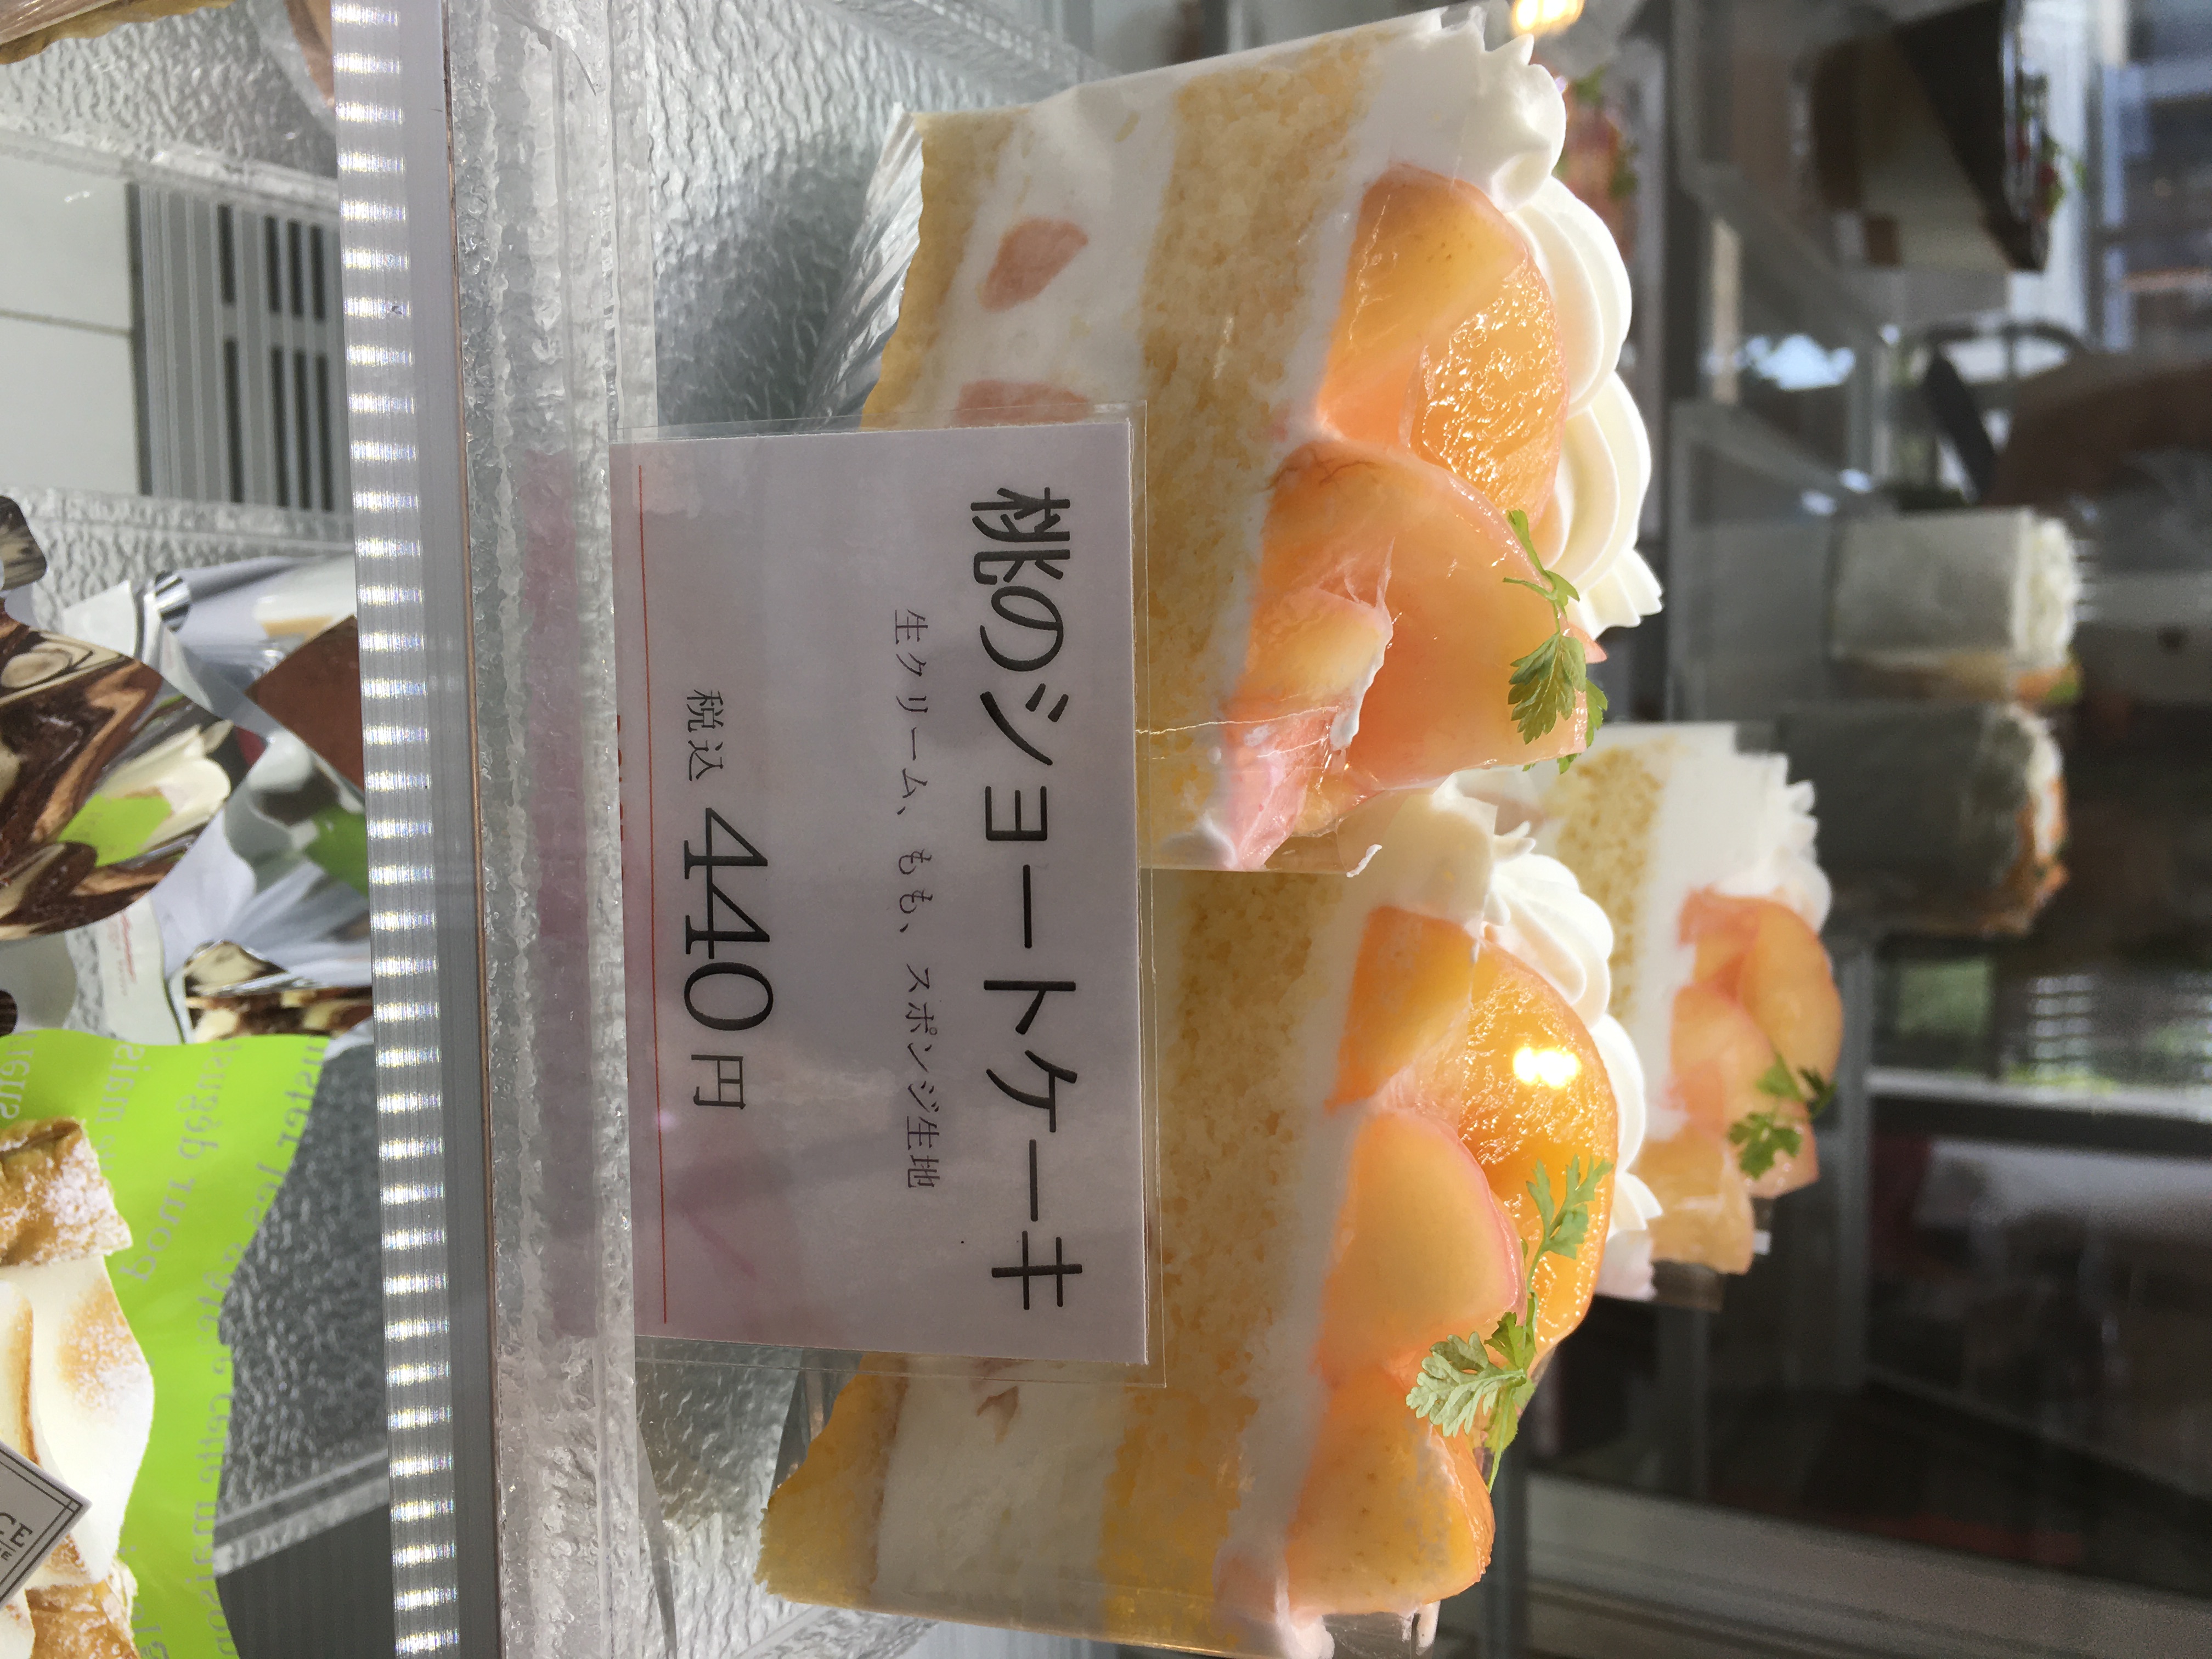 桃のショートケーキ
生クリーム、もも、スポンジ生地
税込 440円